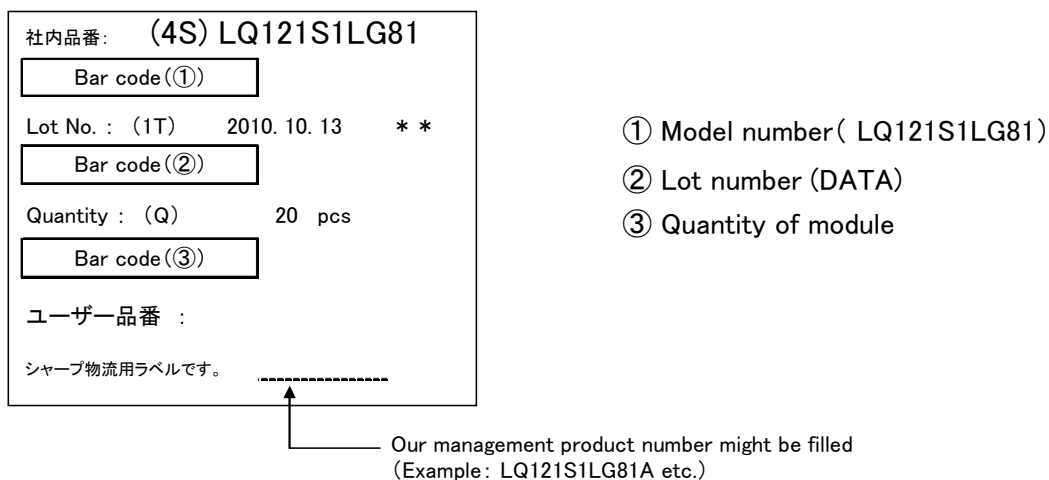 社内品番: (4S) LQ121S1LG81
Bar code(①)
Lot No. : (1T) 2010. 10. 13 * *
Bar code(②)
Quantity : (Q) 20 pcs
Bar code(③)
ユーザー品番 :
シャープ物流用ラベルです。
① Model number( LQ121S1LG81)
② Lot number (DATA)
③ Quantity of module
Our management product number might be filled
(Example: LQ121S1LG81A etc.)